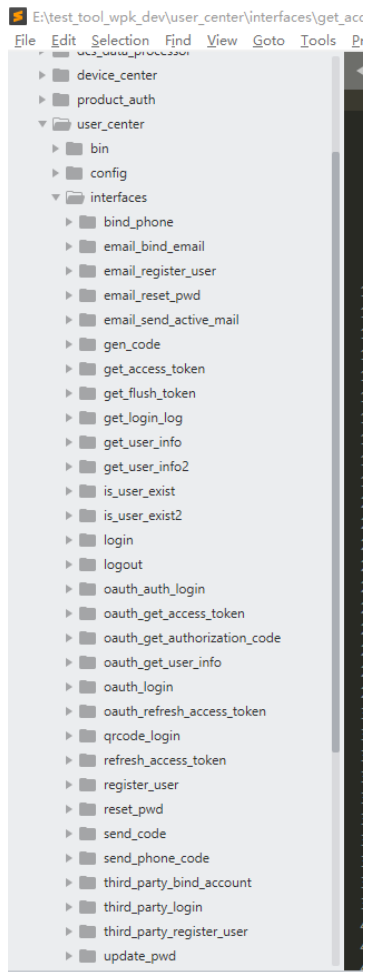 E:\test_tool_wpk_dev\user_center\interfaces\get_acc
File Edit Selection Find View Goto Tools Pr
dcs_data_processor
device_center
product_auth
user_center
bin
config
interfaces
bind_phone
email_bind_email
email_register_user
email_reset_pwd
email_send_active_mail
gen_code
get_access_token
get_flush_token
get_login_log
get_user_info
get_user_info2
is_user_exist
is_user_exist2
login
logout
oauth_auth_login
oauth_get_access_token
oauth_get_authorization_code
oauth_get_user_info
oauth_login
oauth_refresh_access_token
qrcode_login
refresh_access_token
register_user
reset_pwd
send_code
send_phone_code
third_party_bind_account
third_party_login
third_party_register_user
update_pwd